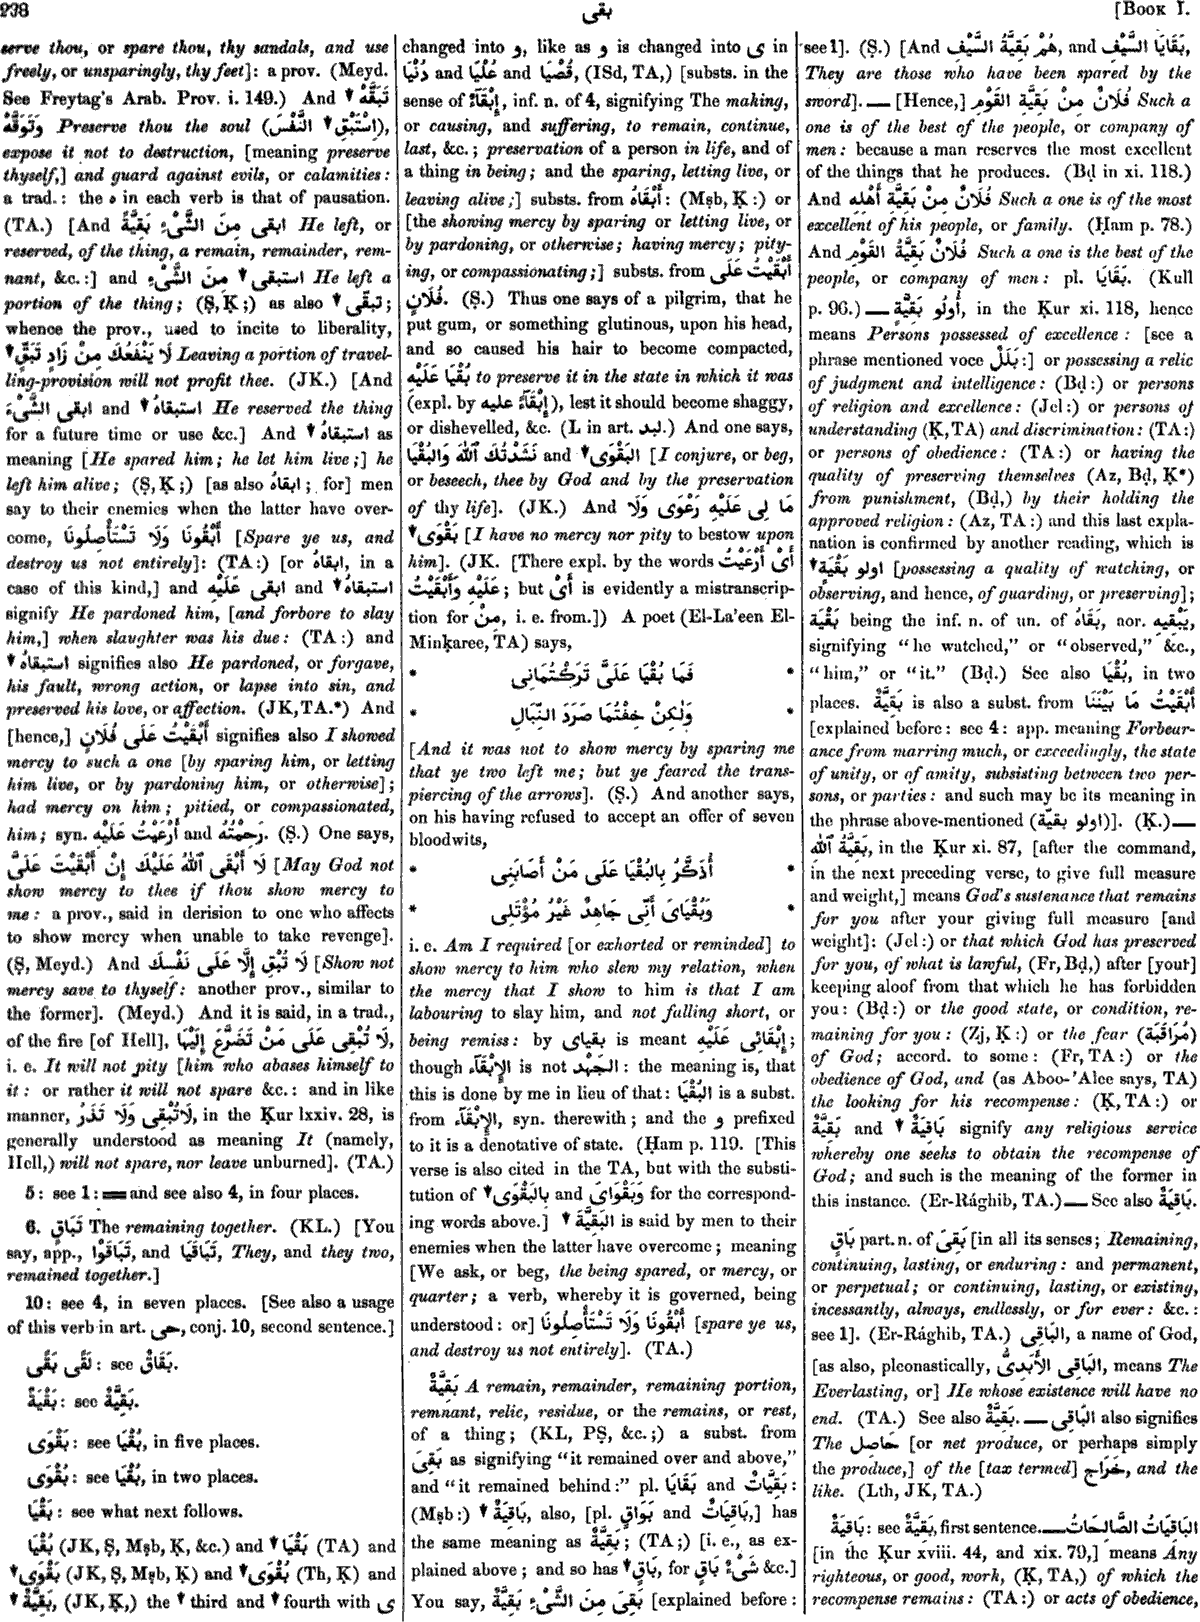 238
بقى
[BOOK I.
serve thou, or spare thou, thy sandals, and use
freely, or unsparingly, thy feet]: a prov. (Meyd.
See Freytag's Arab. Prov. i. 149.) And ▼ تَبَقَّهْ
وَتَوَقَّهْ Preserve thou the soul (اِسْتَبْقِ▼ النَّفْسَ),
expose it not to destruction, [meaning preserve
thyself,] and guard against evils, or calamities:
a trad.: the ه in each verb is that of pausation.
(TA.) [And ابقى مِنَ الشَّىْءِ بَقِيَّةً He left, or
reserved, of the thing, a remain, remainder, rem-
nant, &c.:] and استبقى▼ مِنَ الشَّىْءِ He left a
portion of the thing; (Ṣ, Ḳ;) as also ▼ تبقّى;
whence the prov., used to incite to liberality,
لَا يَنْفَعُكَ مِنْ زَادٍ تَبَقٍّ▼ Leaving a portion of travel-
ling-provision will not profit thee. (JK.) [And
ابقى الشَّىْءَ and ▼ استبقاهُ He reserved the thing
for a future time or use &c.] And ▼ استبقاهُ as
meaning [He spared him; he let him live;] he
left him alive; (Ṣ, Ḳ;) [as also ابقاهُ; for] men
say to their enemies when the latter have over-
come, أَبْقُونَا وَلَا تَسْتَأْصِلُونَا [Spare ye us, and
destroy us not entirely]: (TA:) [or ابقاهُ, in a
case of this kind,] and ابقى عَلَيْهِ and ▼ استبقاهُ
signify He pardoned him, [and forbore to slay
him,] when slaughter was his due: (TA:) and
▼ استبقاهُ signifies also He pardoned, or forgave,
his fault, wrong action, or lapse into sin, and
preserved his love, or affection. (JK, TA.*) And
[hence,] أَبْقَيْتُ عَلَى فُلَانٍ signifies also I showed
mercy to such a one [by sparing him, or letting
him live, or by pardoning him, or otherwise];
had mercy on him; pitied, or compassionated,
him; syn. أَرْعَيْتُ عَلَيْهِ and رَحِمْتُهُ. (Ṣ.) One says,
لَا أَبْقَى ٱللّٰهُ عَلَيْكَ إِنْ أَبْقَيْتَ عَلَىَّ [May God not
show mercy to thee if thou show mercy to
me: a prov., said in derision to one who affects
to show mercy when unable to take revenge].
(Ṣ, Meyd.) And لَا تُبْقِ إِلَّا عَلَى نَفْسِكَ [Show not
mercy save to thyself: another prov., similar to
the former]. (Meyd.) And it is said, in a trad.,
of the fire [of Hell], لَا تُبْقِى عَلَى مَنْ تَضَرَّعَ إِلَيْهَا,
i. e. It will not pity [him who abases himself to
it: or rather it will not spare &c.: and in like
manner, لَاتُبْقِى وَلَا تَذَرُ, in the Ḳur lxxiv. 28, is
generally understood as meaning It (namely,
Hell,) will not spare, nor leave unburned]. (TA.)
5: see 1: = and see also 4, in four places.
6. تَبَاقٍ The remaining together. (KL.) [You
say, app., تَبَاقَوْا, and تَبَاقَيَا, They, and they two,
remained together.]
10: see 4, in seven places. [See also a usage
of this verb in art. حى, conj. 10, second sentence.]
لَقًى بَقًى: see بَقَاقٌ.
بَقْيَةٌ: see بَقِيَّةٌ.
بَقْوَى: see بُقْيَا, in five places.
بُقْوَى: see بُقْيَا, in two places.
بَقْيَا: see what next follows.
بُقْيَا (JK, Ṣ, Mṣb, Ḳ, &c.) and ▼ بَقْيَا (TA) and
▼ بَقْوَى (JK, Ṣ, Mṣb, Ḳ) and ▼ بُقْوَى (Th, Ḳ) and
▼ بَقِيَّةٌ, (JK, Ḳ,) the ▼ third and ▼ fourth with ى
changed into و, like as و is changed into ى in
دُنْيَا and عُلْيَا and قُصْيَا, (ISd, TA,) [substs. in the
sense of إِبْقَآءٌ, inf. n. of 4, signifying The making,
or causing, and suffering, to remain, continue,
last, &c.; preservation of a person in life, and of
a thing in being; and the sparing, letting live, or
leaving alive;] substs. from أَبْقَاهُ: (Mṣb, Ḳ:) or
[the showing mercy by sparing or letting live, or
by pardoning, or otherwise; having mercy; pity-
ing, or compassionating;] substs. from أَبْقَيْتُ عَلَى
فُلَانٍ. (Ṣ.) Thus one says of a pilgrim, that he
put gum, or something glutinous, upon his head,
and so caused his hair to become compacted,
بُقْيَا عَلَيْهِ to preserve it in the state in which it was
(expl. by إِبْقَآءً عليه), lest it should become shaggy,
or dishevelled, &c. (L in art. لبد.) And one says,
نَشَدْتُكَ ٱللّٰهَ وَالبُقْيَا and البَقْوَى▼ [I conjure, or beg,
or beseech, thee by God and by the preservation
of thy life]. (JK.) And مَا لِى عَلَيْهِ رَعْوَى وَلَا
بَقْوَى▼ [I have no mercy nor pity to bestow upon
him]. (JK. [There expl. by the words أَىْ أَرْعَيْتُ
عَلَيْهِ وَأَبْقَيْتُ; but أَىْ is evidently a mistranscrip-
tion for مِنْ, i. e. from.]) A poet (El-La'een El-
Minḳaree, TA) says,
* فَمَا بُقْيَا عَلَىَّ تَرَكْتُمَانِى *
* وَلٰكِنْ خِفْتُمَا صَرَدَ النِّبَالِ *
[And it was not to show mercy by sparing me
that ye two left me; but ye feared the trans-
piercing of the arrows]. (Ṣ.) And another says,
on his having refused to accept an offer of seven
bloodwits,
* أُذَكَّرُ بِالبُقْيَا عَلَى مَنْ أَصَابَنِى *
* وَبُقْيَاىَ أَنِّى جَاهِدٌ غَيْرُ مُؤْتَلِى *
i. e. Am I required [or exhorted or reminded] to
show mercy to him who slew my relation, when
the mercy that I show to him is that I am
labouring to slay him, and not falling short, or
being remiss: by بقياى is meant إِبْقَائِى عَلَيْهِ;
though الإِبْقَآء is not الجَهْد: the meaning is, that
this is done by me in lieu of that: البُقْيَا is a subst.
from الإِبْقَآءُ, syn. therewith; and the و prefixed
to it is a denotative of state. (Ḥam p. 119. [This
verse is also cited in the TA, but with the substi-
tution of بِالبَقْوَى▼ and وَبَقْوَاىَ for the correspond-
ing words above.] ▼ البَقِيَّةَ is said by men to their
enemies when the latter have overcome; meaning
[We ask, or beg, the being spared, or mercy, or
quarter; a verb, whereby it is governed, being
understood: or] أَبْقُونَا وَلَا تَسْتَأْصِلُونَا [spare ye us,
and destroy us not entirely]. (TA.)
بَقِيَّةٌ A remain, remainder, remaining portion,
remnant, relic, residue, or the remains, or rest,
of a thing; (KL, PṢ, &c.;) a subst. from
بَقِىَ as signifying "it remained over and above,"
and "it remained behind:" pl. بَقَايَا and بَقِيَّاتٌ:
(Mṣb:) ▼ بَاقِيَةٌ, also, [pl. بَوَاقٍ and بَاقِيَاتٌ,] has
the same meaning as بَقِيَّةٌ; (TA;) [i. e., as ex-
plained above; and so has ▼ بَاقٍ, for شَىْءٌ بَاقٍ &c.]
You say, بَقِىَ مِنَ الشَّىْءِ بَقِيَّةٌ [explained before:
see 1]. (Ṣ.) [And هُمْ بَقِيَّةُ السَّيْفِ, and بَقَايَا السَّيْفِ,
They are those who have been spared by the
sword]. — [Hence,] فُلَانٌ مِنْ بَقِيَّةِ القَوْمِ Such a
one is of the best of the people, or company of
men: because a man reserves the most excellent
of the things that he produces. (Bḍ in xi. 118.)
And فُلَانٌ مِنْ بَقِيَّةِ أَهْلِهِ Such a one is of the most
excellent of his people, or family. (Ḥam p. 78.)
And فُلَانٌ بَقِيَّةُ القَوْمِ Such a one is the best of the
people, or company of men: pl. بَقَايَا. (Kull
p. 96.) — أُولُو بَقِيَّةٍ, in the Ḳur xi. 118, hence
means Persons possessed of excellence: [see a
phrase mentioned voce بَلَلٌ:] or possessing a relic
of judgment and intelligence: (Bḍ:) or persons
of religion and excellence: (Jel:) or persons of
understanding (Ḳ, TA) and discrimination: (TA:)
or persons of obedience: (TA:) or having the
quality of preserving themselves (Az, Bḍ, Ḳ*)
from punishment, (Bḍ,) by their holding the
approved religion: (Az, TA:) and this last expla-
nation is confirmed by another reading, which is
اولو بَقْيَةٍ▼ [possessing a quality of watching, or
observing, and hence, of guarding, or preserving];
بَقْيَةٌ being the inf. n. of un. of بَقَاهُ, aor. يَبْقِيهِ,
signifying "he watched," or "observed," &c.,
"him," or "it." (Bḍ.) See also بُقْيَا, in two
places. بَقِيَّةٌ is also a subst. from أَبْقَيْتُ مَا بَيْنَنَا
[explained before: see 4: app. meaning Forbear-
ance from marring much, or exceedingly, the state
of unity, or of amity, subsisting between two per-
sons, or parties: and such may be its meaning in
the phrase above-mentioned (اولو بقيّة)]. (Ḳ.) —
بَقِيَّةُ ٱللّٰهِ, in the Ḳur xi. 87, [after the command,
in the next preceding verse, to give full measure
and weight,] means God's sustenance that remains
for you after your giving full measure [and
weight]: (Jel:) or that which God has preserved
for you, of what is lawful, (Fr, Bḍ,) after [your]
keeping aloof from that which he has forbidden
you: (Bḍ:) or the good state, or condition, re-
maining for you: (Zj, Ḳ:) or the fear (مُرَاقَبَة)
of God; accord. to some: (Fr, TA:) or the
obedience of God, and (as Aboo-'Alee says, TA)
the looking for his recompense: (Ḳ, TA:) or
بَقِيَّةٌ and ▼ بَاقِيَةٌ signify any religious service
whereby one seeks to obtain the recompense of
God; and such is the meaning of the former in
this instance. (Er-Rághib, TA.) — See also بَاقِيَةٌ.
بَاقٍ part. n. of بَقِىَ [in all its senses; Remaining,
continuing, lasting, or enduring: and permanent,
or perpetual; or continuing, lasting, or existing,
incessantly, always, endlessly, or for ever: &c.:
see 1]. (Er-Rághib, TA.) البَاقِى, a name of God,
[as also, pleonastically, البَاقِى الأَبَدِىُّ, means The
Everlasting, or] He whose existence will have no
end. (TA.) See also بَقِيَّةٌ. — البَاقِى also signifies
The حَاصِل [or net produce, or perhaps simply
the produce,] of the [tax termed] خَرَاج, and the
like. (Lth, JK, TA.)
بَاقِيَةٌ: see بَقِيَّةٌ, first sentence. — البَاقِيَاتُ الصَّالِحَاتُ
[in the Ḳur xviii. 44, and xix. 79,] means Any
righteous, or good, work, (Ḳ, TA,) of which the
recompense remains: (TA:) or acts of obedience,